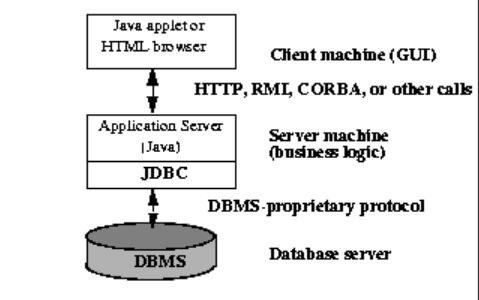 Java applet or
HTML browser
Client machine (GUI)
HTTP, RMI, CORBA, or other calls
Application Server
(Java)
Server machine
(business logic)
JDBC
DBMS-proprietary protocol
DBMS
Database server